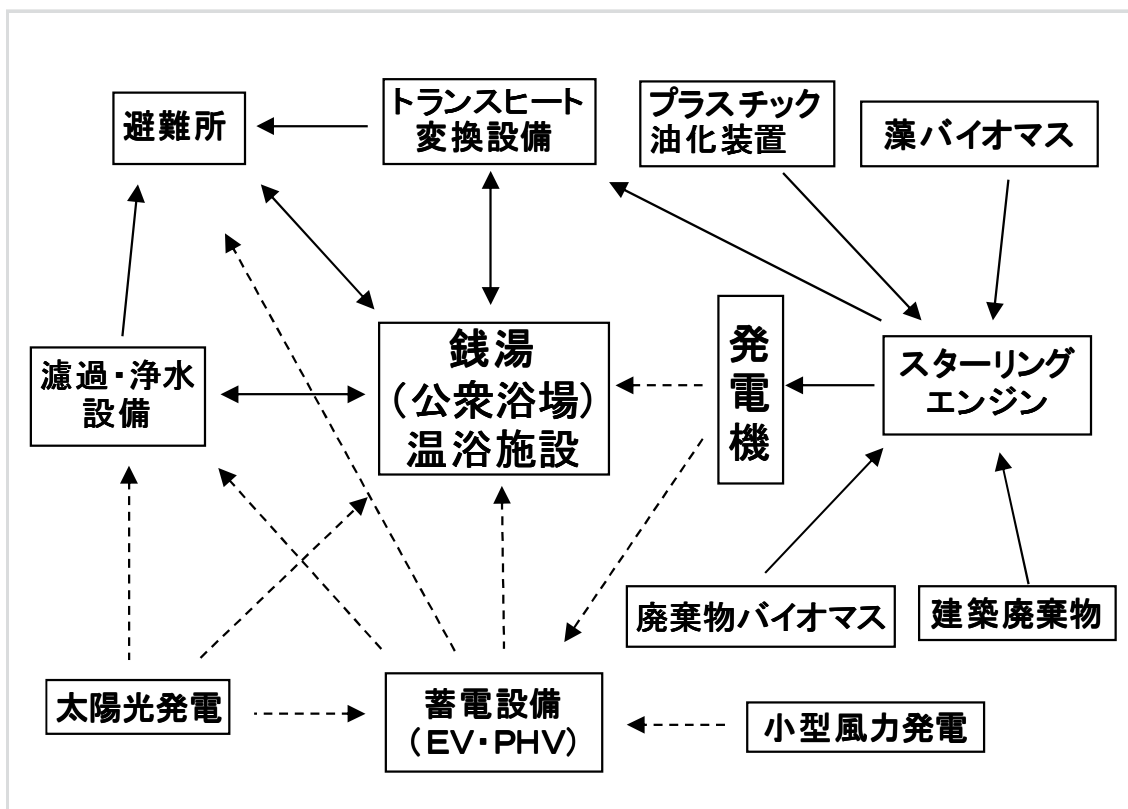 避難所
トランスヒート
変換設備
プラスチック
油化装置
藻バイオマス
濾過・浄水
設備
銭湯
（公衆浴場）
温浴施設
発
電
機
スターリング
エンジン
廃棄物バイオマス
建築廃棄物
太陽光発電
蓄電設備
（EV・PHV）
小型風力発電